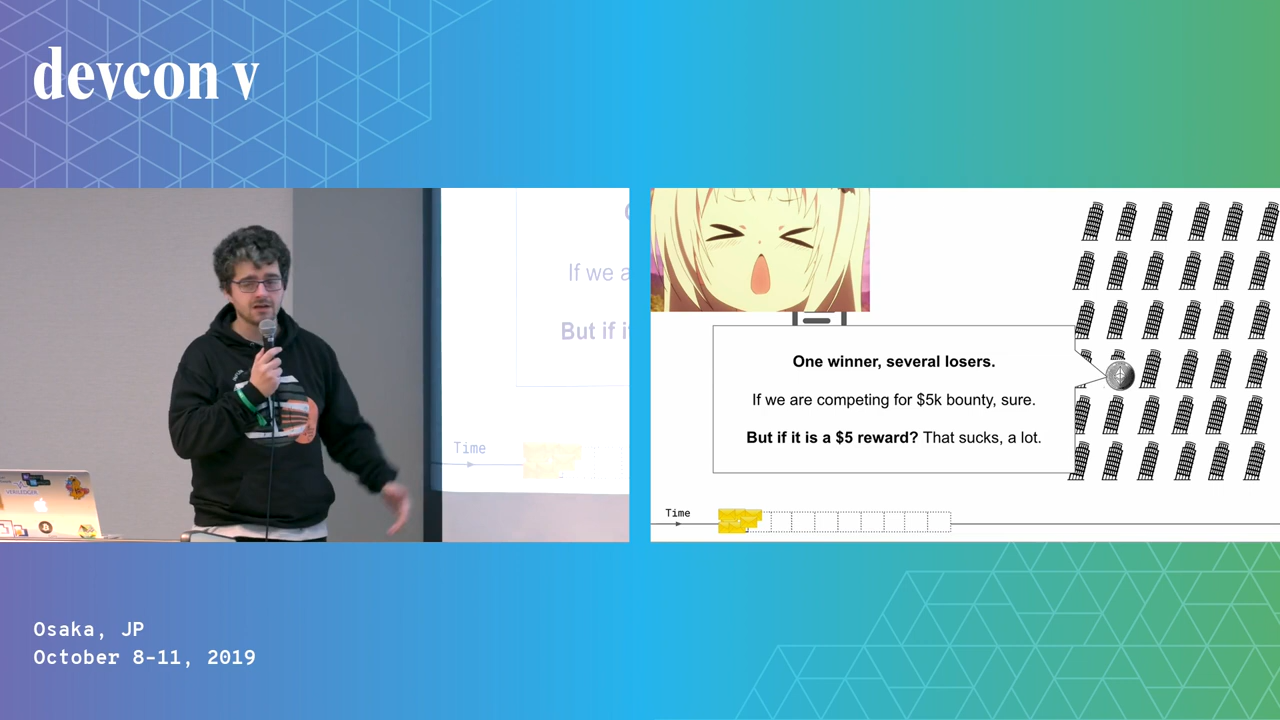 devcon v
If we a
But if i
Time
One winner, several losers.
If we are competing for $5k bounty, sure.
But if it is a $5 reward? That sucks, a lot.
Time
Osaka, JP
October 8-11, 2019